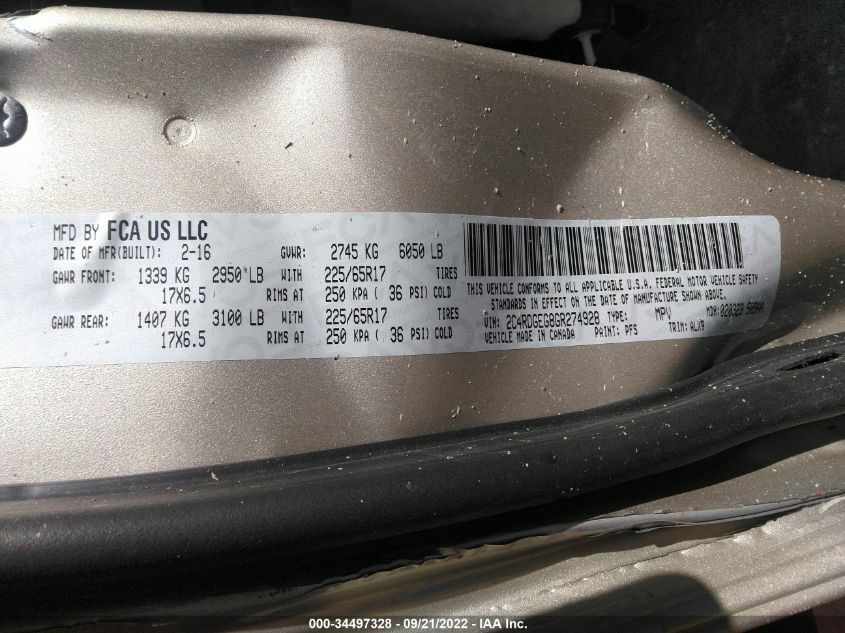 MFD BY FCA US LLC
DATE OF MFR(BUILT): 2-16 GVWR: 2745 KG 6050 LB
GAWR FRONT: 1339 KG 2950 LB WITH 225/65R17 TIRES
17X6.5 RIMS AT 250 KPA ( 36 PSI) COLD
GAWR REAR: 1407 KG 3100 LB WITH 225/65R17 TIRES
17X6.5 RIMS AT 250 KPA ( 36 PSI) COLD
THIS VEHICLE CONFORMS TO ALL APPLICABLE U.S.A. FEDERAL MOTOR VEHICLE SAFETY
STANDARDS IN EFFECT ON THE DATE OF MANUFACTURE SHOWN ABOVE.
VIN: 2C4RDGEG8GR274928 TYPE: MPV MDH: 020323
VEHICLE MADE IN CANADA PAINT: PFS TRIM: ALX9
000-34497328 - 09/21/2022 - IAA Inc.